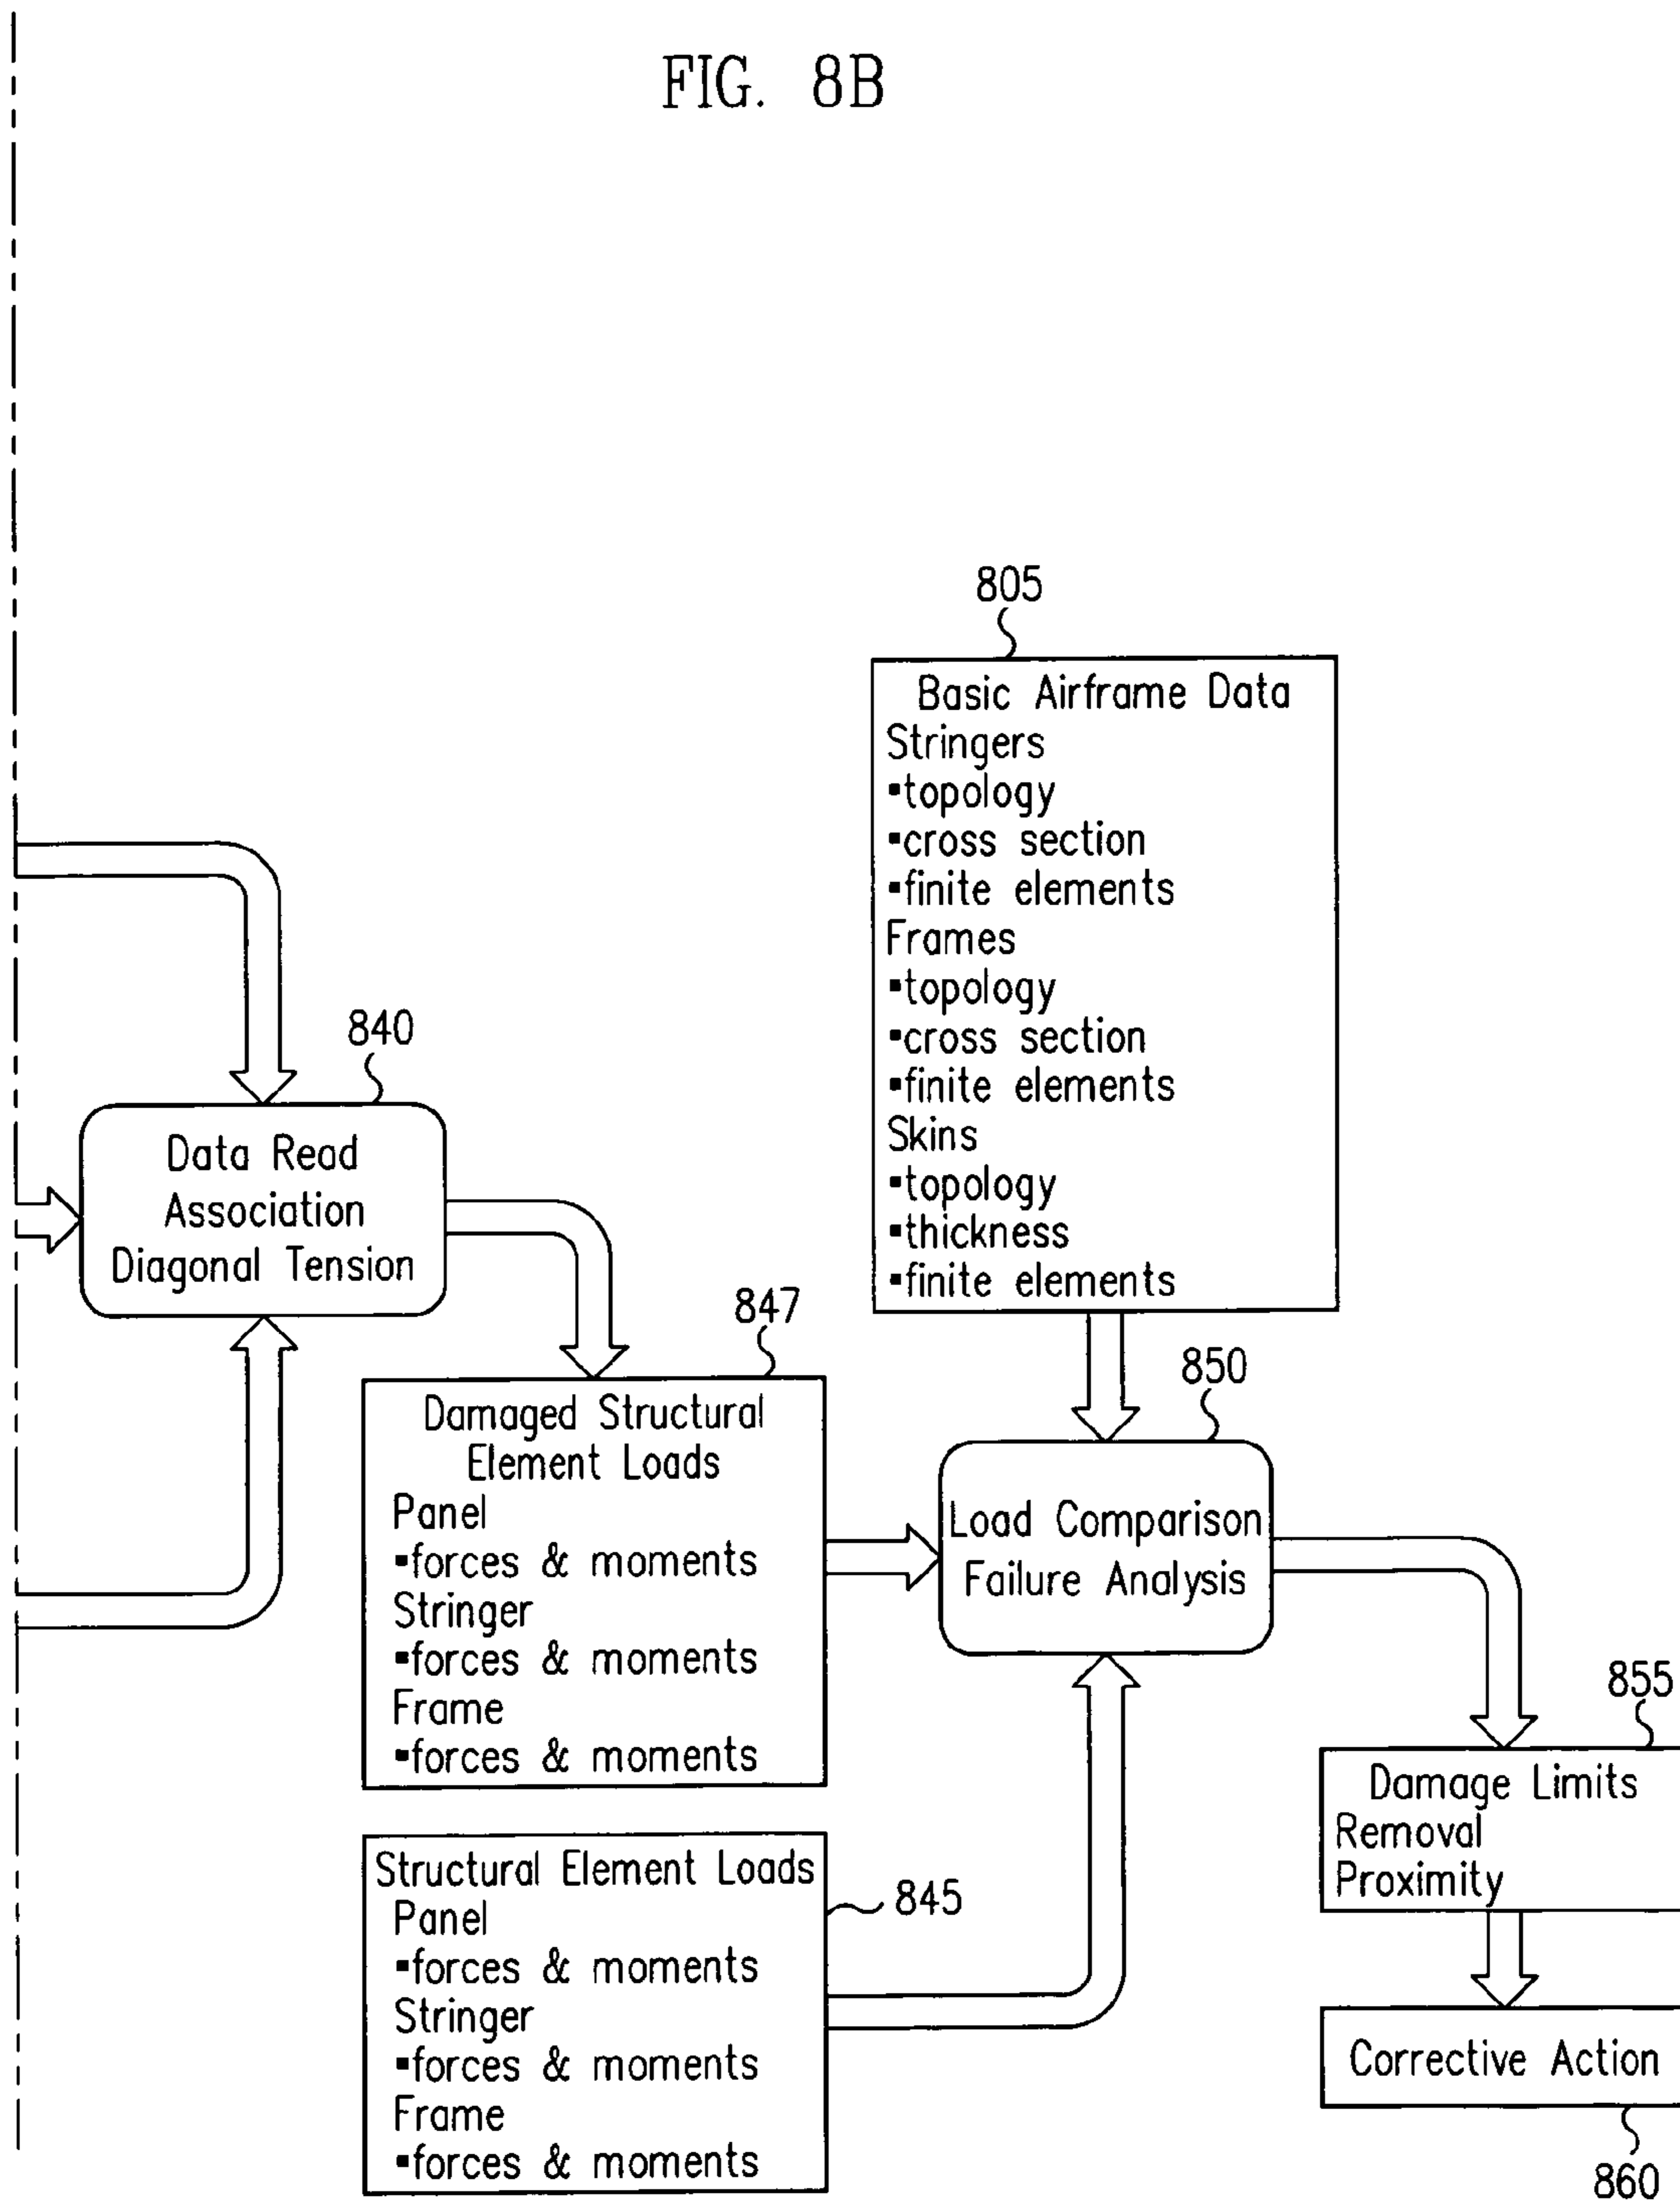 FIG. 8B
805
Basic Airframe Data
Stringers
▪topology
▪cross section
▪finite elements
Frames
▪topology
▪cross section
▪finite elements
Skins
▪topology
▪thickness
▪finite elements
840
Data Read
Association
Diagonal Tension
847
Damaged Structural
Element Loads
Panel
▪forces & moments
Stringer
▪forces & moments
Frame
▪forces & moments
850
Load Comparison
Failure Analysis
855
Damage Limits
Removal
Proximity
Structural Element Loads
Panel
▪forces & moments
Stringer
▪forces & moments
Frame
▪forces & moments
845
Corrective Action
860